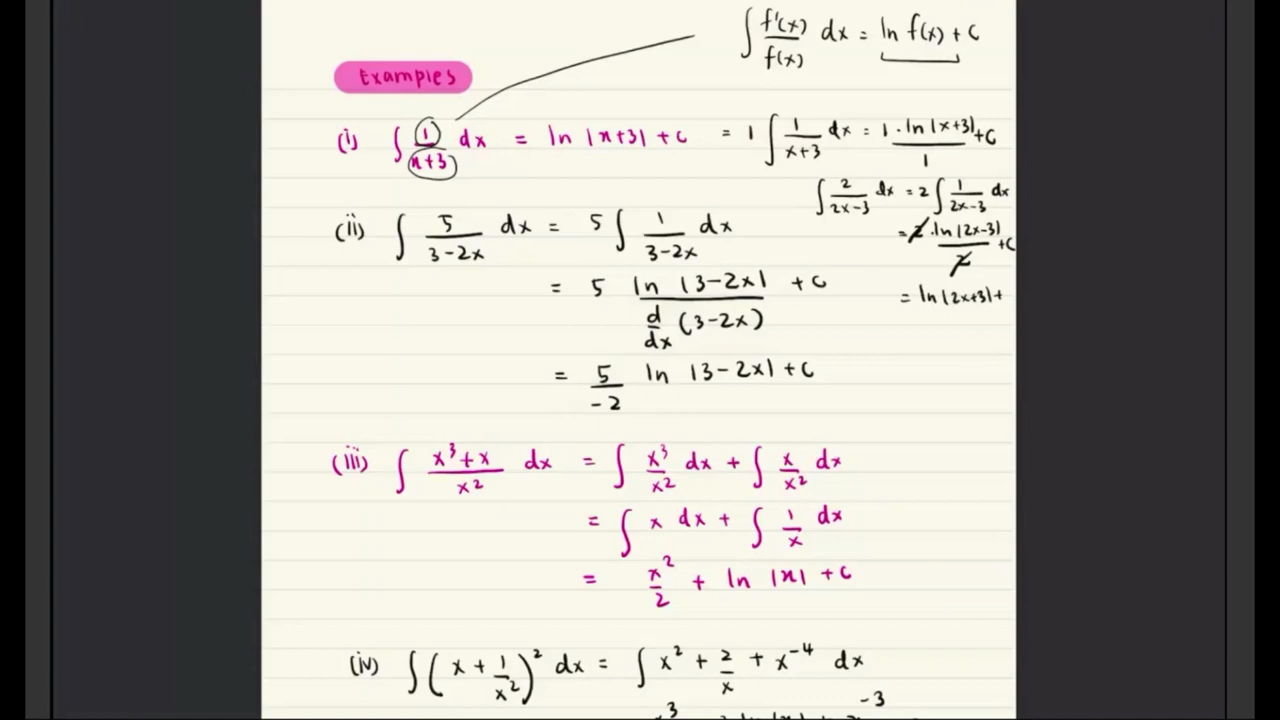 ∫ f'(x)/f(x) dx = ln f(x) + c
Examples
(i) ∫ 1/(x+3) dx = ln |x+3| + c = 1 ∫ 1/(x+3) dx = 1 · ln |x+3|/1 + c
∫ 2/(2x-3) dx = 2 ∫ 1/(2x-3) dx
= 2 · ln |2x-3|/2 + c
= ln |2x+3| +
(ii) ∫ 5/(3-2x) dx = 5 ∫ 1/(3-2x) dx
= 5 ln |3-2x| / (d/dx (3-2x)) + c
= 5/-2 ln |3-2x| + c
(iii) ∫ (x³+x)/x² dx = ∫ x³/x² dx + ∫ x/x² dx
= ∫ x dx + ∫ 1/x dx
= x²/2 + ln |x| + c
(iv) ∫ (x + 1/x²)² dx = ∫ x² + 2/x + x⁻⁴ dx